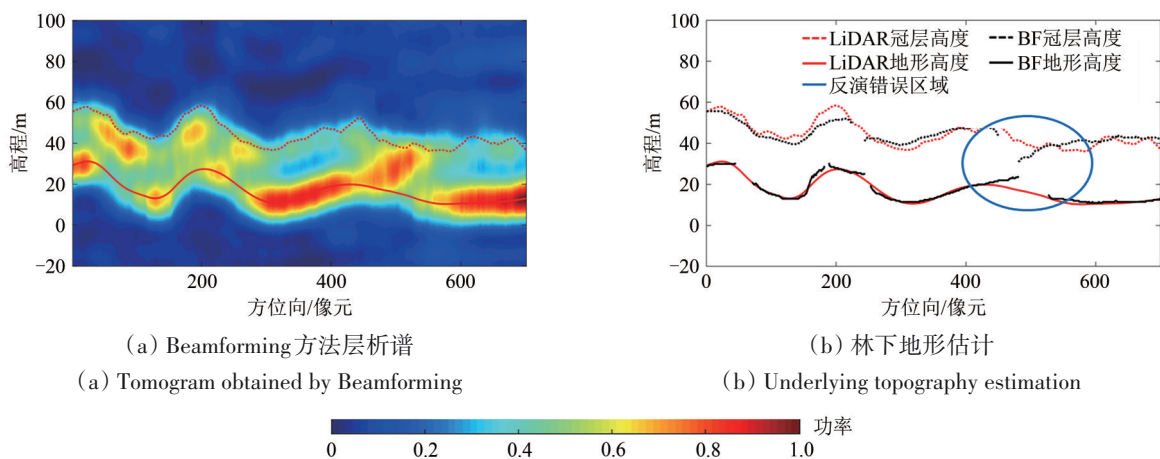 100
80
60
40
20
0
−20
高程/m
200 400 600
方位向/像元
(a) Beamforming方法层析谱
(a) Tomogram obtained by Beamforming
100
80
60
40
20
0
−20
高程/m
LiDAR冠层高度 BF冠层高度
LiDAR地形高度 BF地形高度
反演错误区域
0 200 400 600
方位向/像元
(b) 林下地形估计
(b) Underlying topography estimation
功率
0 0.2 0.4 0.6 0.8 1.0